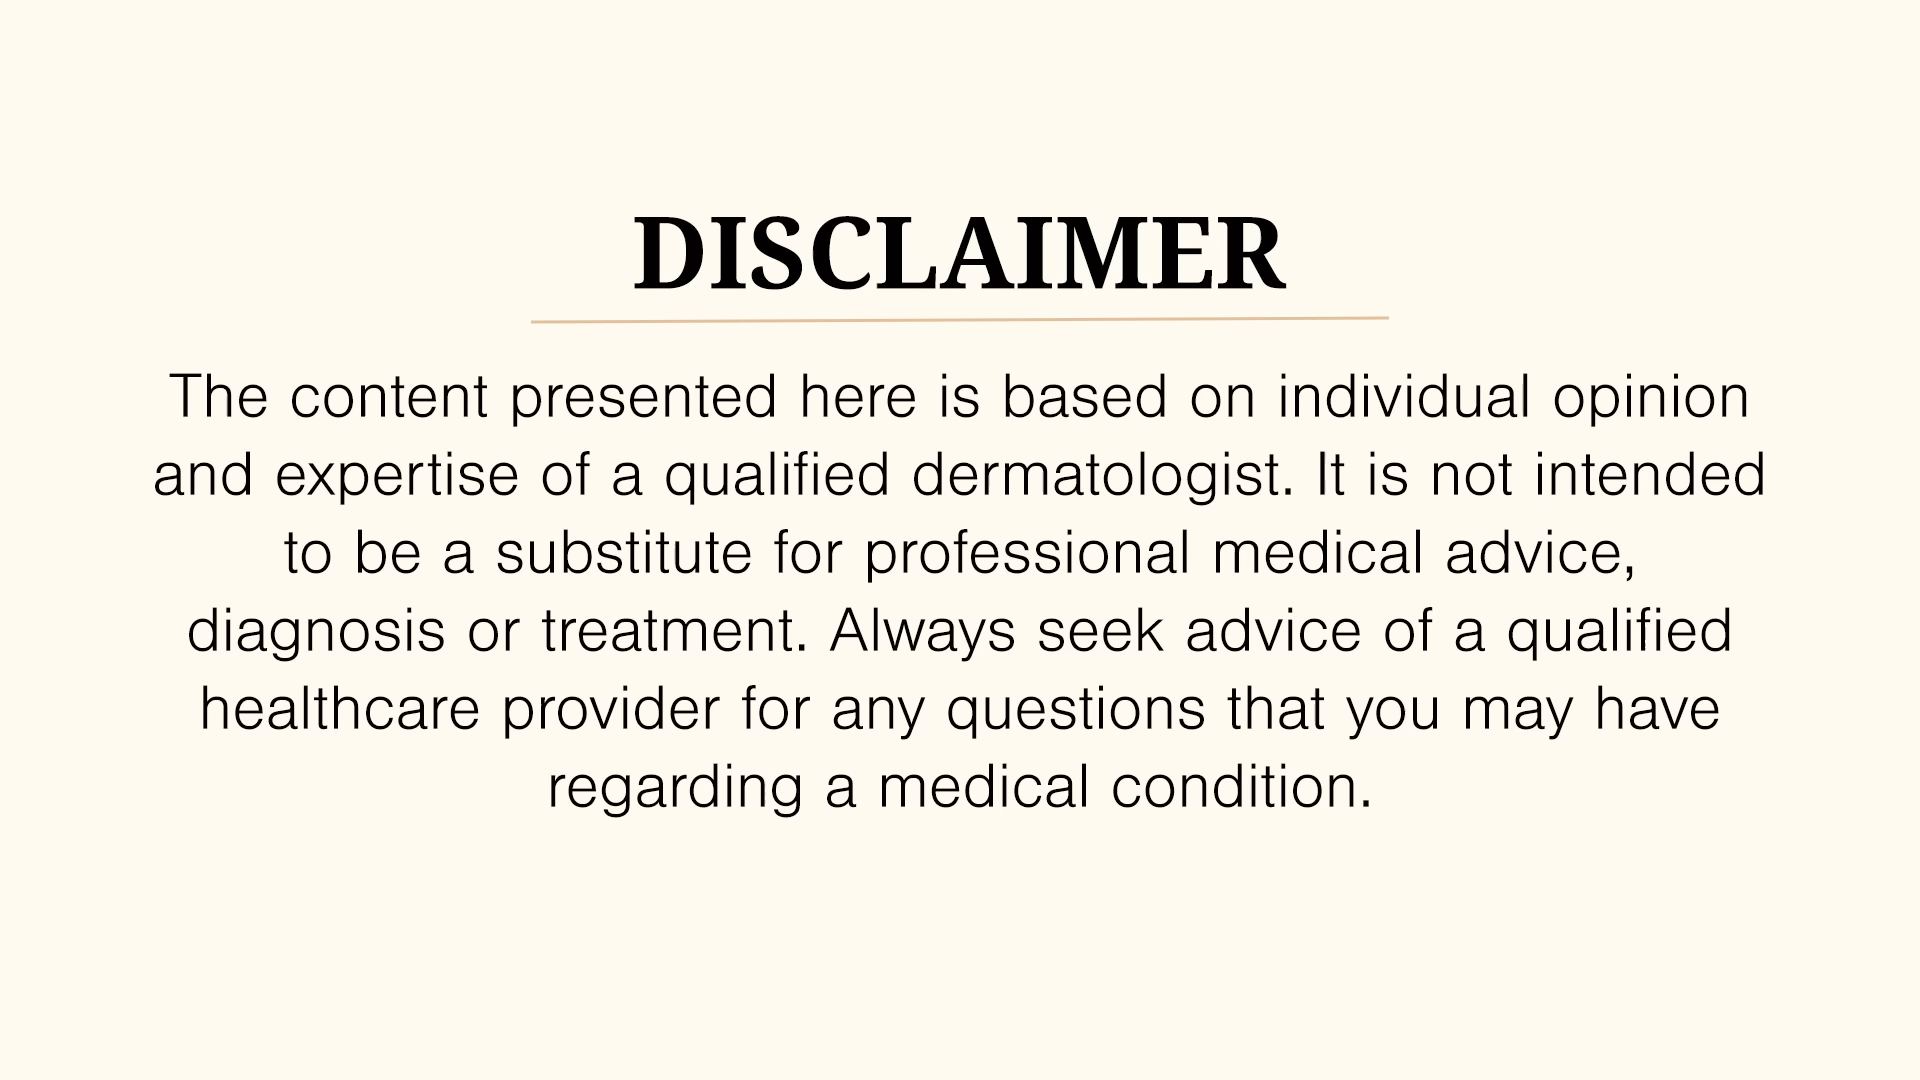 DISCLAIMER
The content presented here is based on individual opinion
and expertise of a qualified dermatologist. It is not intended
to be a substitute for professional medical advice,
diagnosis or treatment. Always seek advice of a qualified
healthcare provider for any questions that you may have
regarding a medical condition.